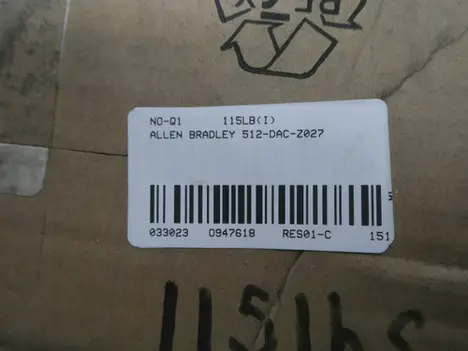 NO-Q1 115LB(I)
ALLEN BRADLEY 512-DAC-Z027
033023 0947618 RES01-C 151
115lbs